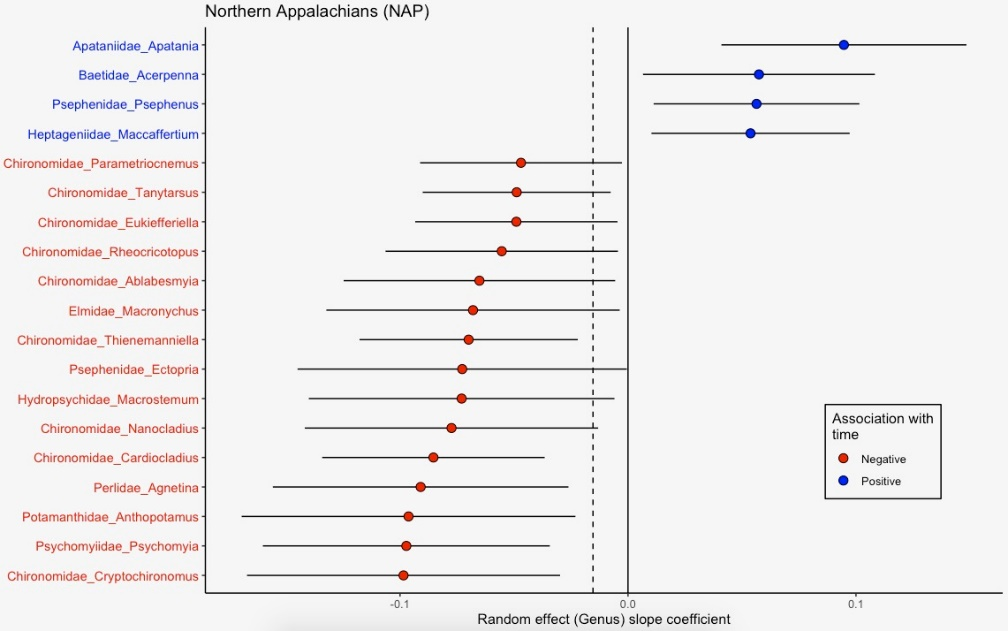 Northern Appalachians (NAP)
Apataniidae_Apatania
Baetidae_Acerpenna
Psephenidae_Psephenus
Heptageniidae_Maccaffertium
Chironomidae_Parametriocnemus
Chironomidae_Tanytarsus
Chironomidae_Eukiefferiella
Chironomidae_Rheocricotopus
Chironomidae_Ablabesmyia
Elmidae_Macronychus
Chironomidae_Thienemanniella
Psephenidae_Ectopria
Hydropsychidae_Macrostemum
Chironomidae_Nanocladius
Chironomidae_Cardiocladius
Perlidae_Agnetina
Potamanthidae_Anthopotamus
Psychomyiidae_Psychomyia
Chironomidae_Cryptochironomus
Association with
time
Negative
Positive
-0.1 0.0 0.1
Random effect (Genus) slope coefficient